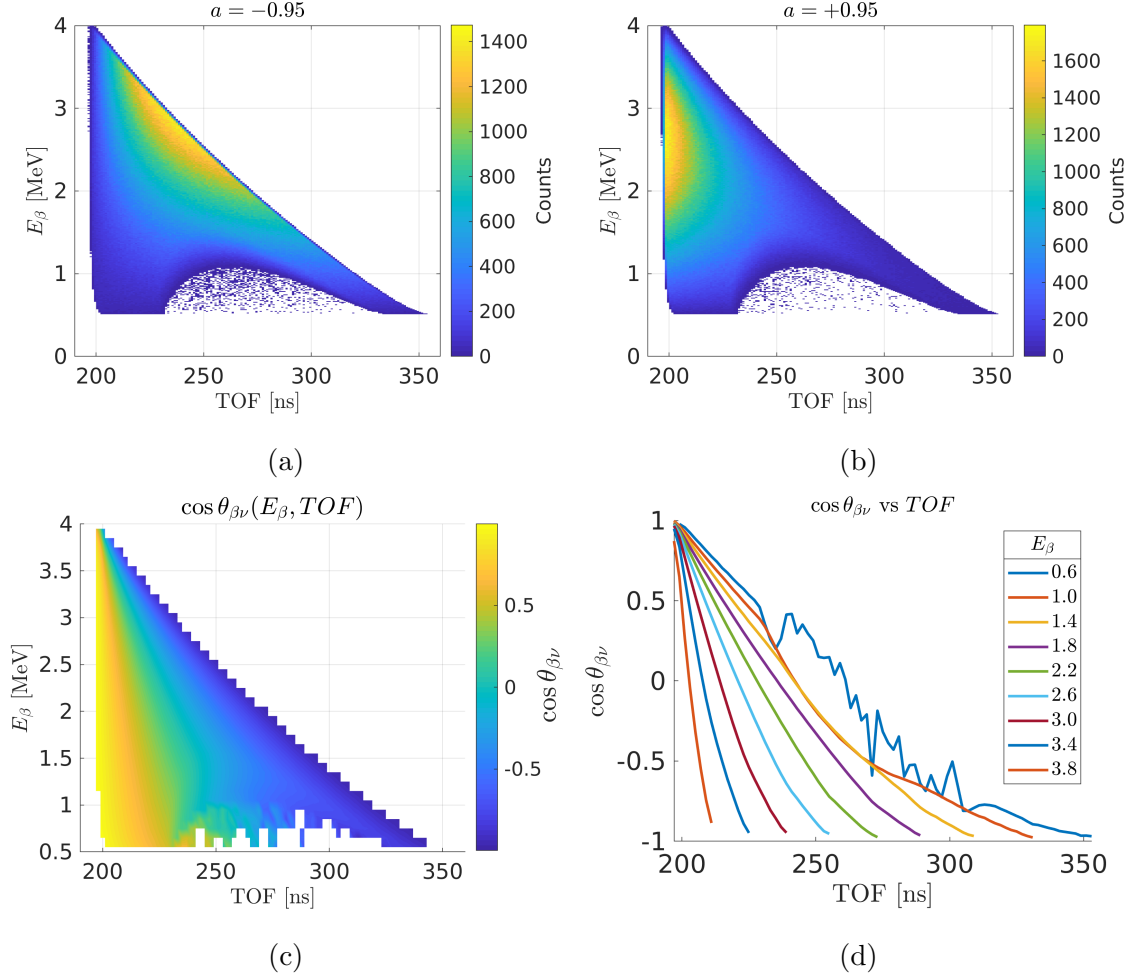 a = −0.95
4
3
2
1
0
E_β [MeV]
200 250 300 350
TOF [ns]
1400
1200
1000
800
600
400
200
0
Counts
(a)
a = +0.95
4
3
2
1
0
E_β [MeV]
200 250 300 350
TOF [ns]
1600
1400
1200
1000
800
600
400
200
0
Counts
(b)
cos θ_βν(E_β, TOF)
4
3.5
3
2.5
2
1.5
1
0.5
E_β [MeV]
200 250 300 350
TOF [ns]
0.5
0
-0.5
cos θ_βν
(c)
cos θ_βν vs TOF
1
0.5
0
-0.5
-1
cos θ_βν
200 250 300 350
TOF [ns]
E_β
0.6
1.0
1.4
1.8
2.2
2.6
3.0
3.4
3.8
(d)